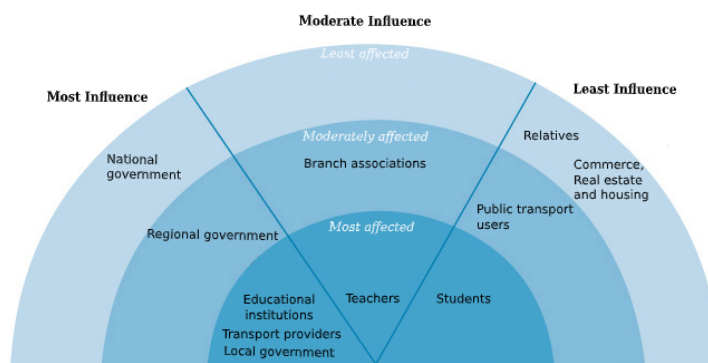 Moderate Influence
Least affected
Most Influence
Least Influence
Moderately affected
Relatives
National
government
Branch associations
Commerce,
Real estate
and housing
Public transport
users
Regional government
Most affected
Educational
institutions
Teachers
Students
Transport providers
Local government